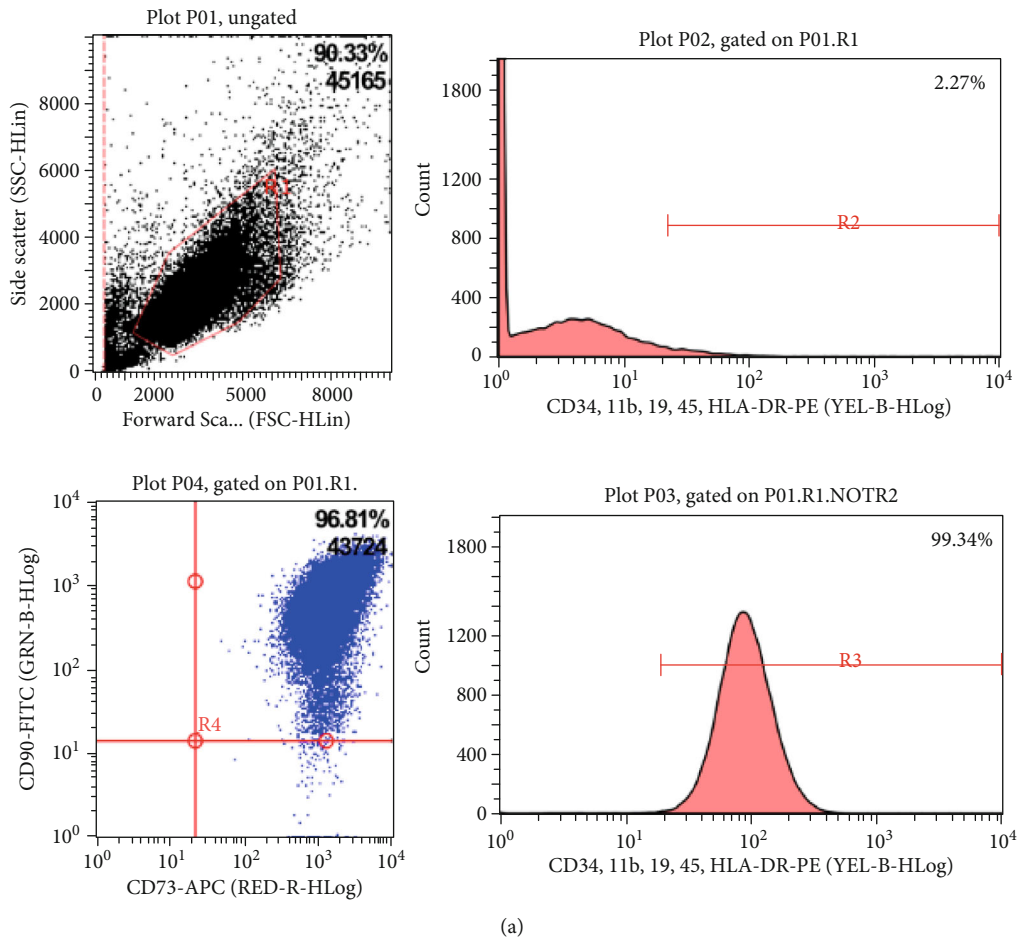 Plot P01, ungated
90.33%
45165
R1
Side scatter (SSC-HLin)
8000
6000
4000
2000
0
0 2000 5000 8000
Forward Sca... (FSC-HLin)
Plot P02, gated on P01.R1
2.27%
R2
Count
1800
1200
800
400
0
10^0 10^1 10^2 10^3 10^4
CD34, 11b, 19, 45, HLA-DR-PE (YEL-B-HLog)
Plot P04, gated on P01.R1.
96.81%
43724
R4
CD90-FITC (GRN-B-HLog)
10^4
10^3
10^2
10^1
10^0
10^0 10^1 10^2 10^3 10^4
CD73-APC (RED-R-HLog)
Plot P03, gated on P01.R1.NOTR2
99.34%
R3
Count
1800
1200
800
400
0
10^0 10^1 10^2 10^3 10^4
CD34, 11b, 19, 45, HLA-DR-PE (YEL-B-HLog)
(a)